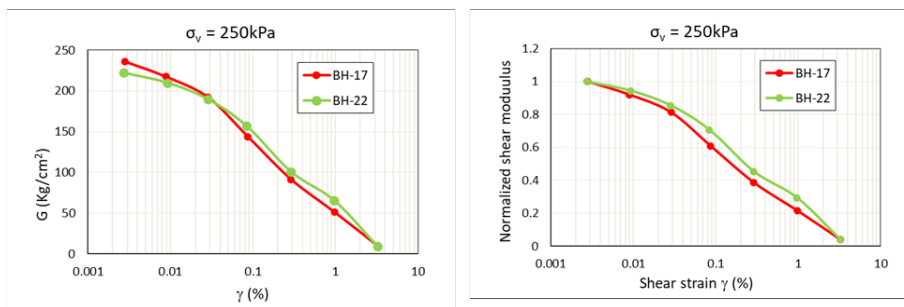 σv = 250kPa
250
200
150
100
50
0
G (Kg/cm²)
BH-17
BH-22
0.001 0.01 0.1 1 10
γ (%)
σv = 250kPa
1.2
1
0.8
0.6
0.4
0.2
0
Normalized shear moduulus
BH-17
BH-22
0.001 0.01 0.1 1 10
Shear strain γ (%)